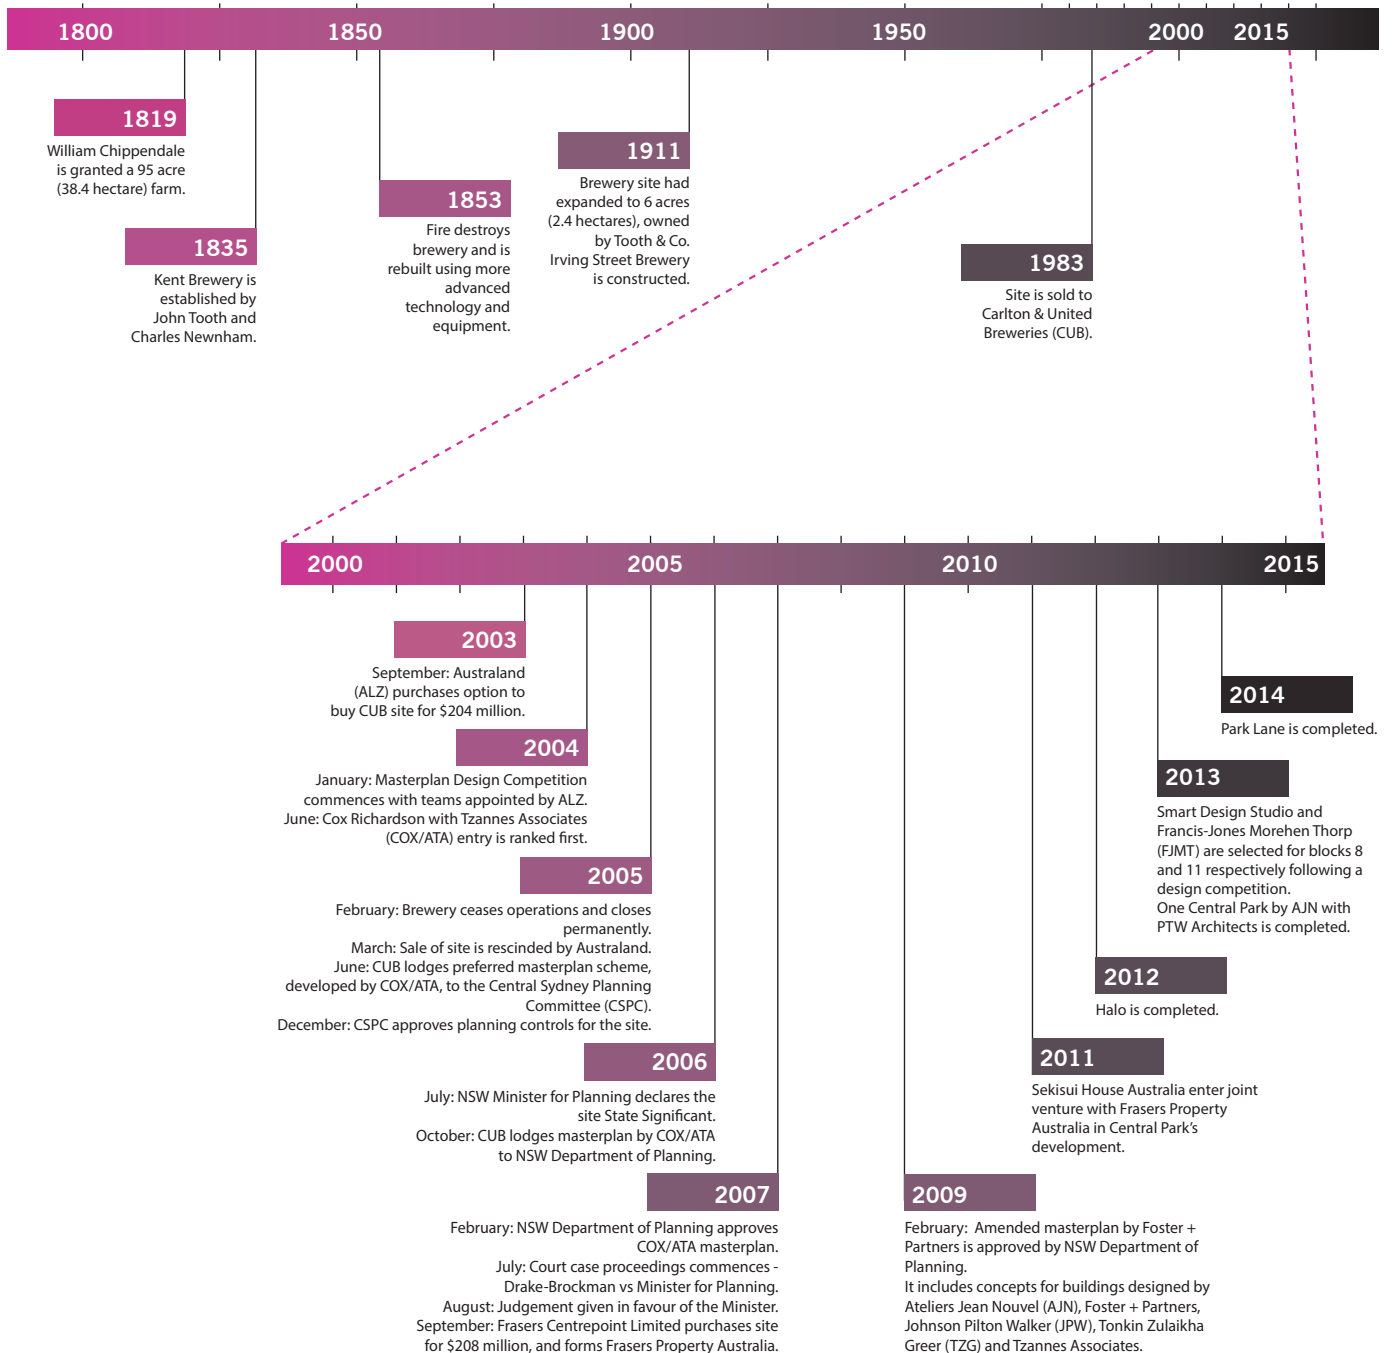 1800 1850 1900 1950 2000 2015
1819
William Chippendale
is granted a 95 acre
(38.4 hectare) farm.
1835
Kent Brewery is
established by
John Tooth and
Charles Newnham.
1853
Fire destroys
brewery and is
rebuilt using more
advanced
technology and
equipment.
1911
Brewery site had
expanded to 6 acres
(2.4 hectares), owned
by Tooth & Co.
Irving Street Brewery
is constructed.
1983
Site is sold to
Carlton & United
Breweries (CUB).
2000 2005 2010 2015
2003
September: Australand
(ALZ) purchases option to
buy CUB site for $204 million.
2004
January: Masterplan Design Competition
commences with teams appointed by ALZ.
June: Cox Richardson with Tzannes Associates
(COX/ATA) entry is ranked first.
2005
February: Brewery ceases operations and closes
permanently.
March: Sale of site is rescinded by Australand.
June: CUB lodges preferred masterplan scheme,
developed by COX/ATA, to the Central Sydney Planning
Committee (CSPC).
December: CSPC approves planning controls for the site.
2006
July: NSW Minister for Planning declares the
site State Significant.
October: CUB lodges masterplan by COX/ATA
to NSW Department of Planning.
2007
February: NSW Department of Planning approves
COX/ATA masterplan.
July: Court case proceedings commences -
Drake-Brockman vs Minister for Planning.
August: Judgement given in favour of the Minister.
September: Frasers Centrepoint Limited purchases site
for $208 million, and forms Frasers Property Australia.
2009
February: Amended masterplan by Foster +
Partners is approved by NSW Department of
Planning.
It includes concepts for buildings designed by
Ateliers Jean Nouvel (AJN), Foster + Partners,
Johnson Pilton Walker (JPW), Tonkin Zulaikha
Greer (TZG) and Tzannes Associates.
2011
Sekisui House Australia enter joint
venture with Frasers Property
Australia in Central Park's
development.
2012
Halo is completed.
2013
Smart Design Studio and
Francis-Jones Morehen Thorp
(FJMT) are selected for blocks 8
and 11 respectively following a
design competition.
One Central Park by AJN with
PTW Architects is completed.
2014
Park Lane is completed.